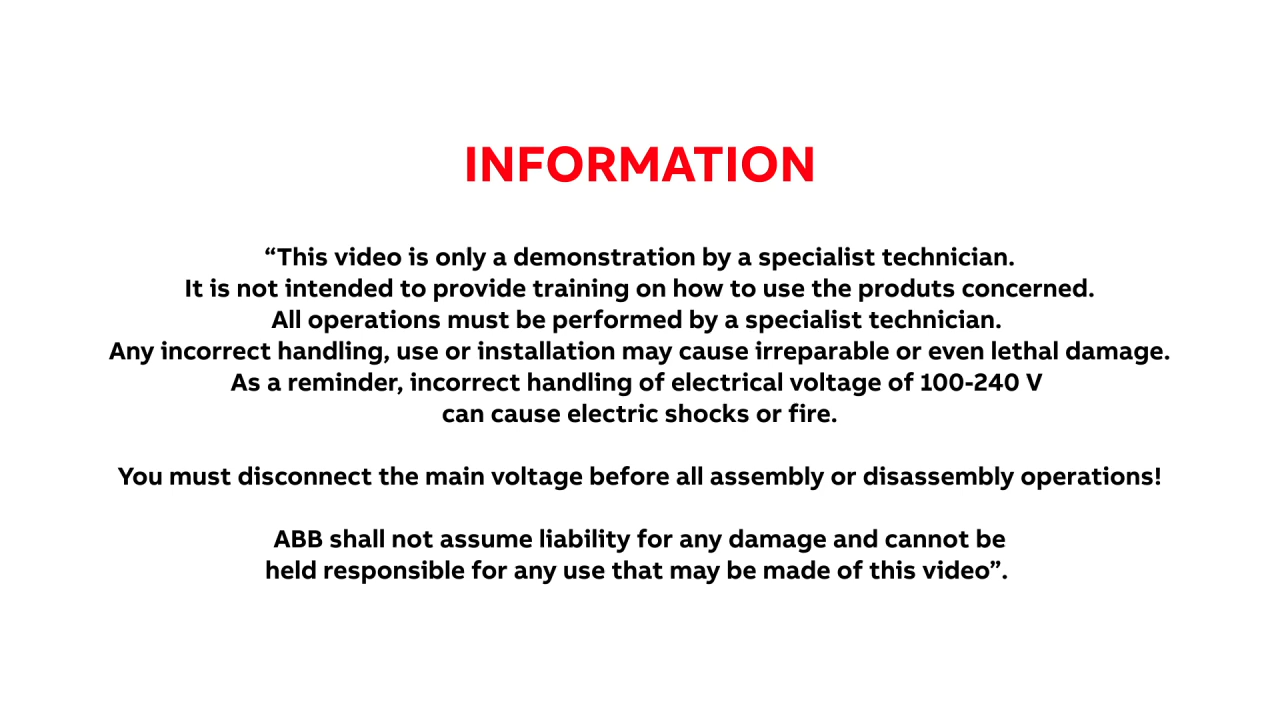 INFORMATION
“This video is only a demonstration by a specialist technician.
It is not intended to provide training on how to use the produts concerned.
All operations must be performed by a specialist technician.
Any incorrect handling, use or installation may cause irreparable or even lethal damage.
As a reminder, incorrect handling of electrical voltage of 100-240 V
can cause electric shocks or fire.
You must disconnect the main voltage before all assembly or disassembly operations!
ABB shall not assume liability for any damage and cannot be
held responsible for any use that may be made of this video”.